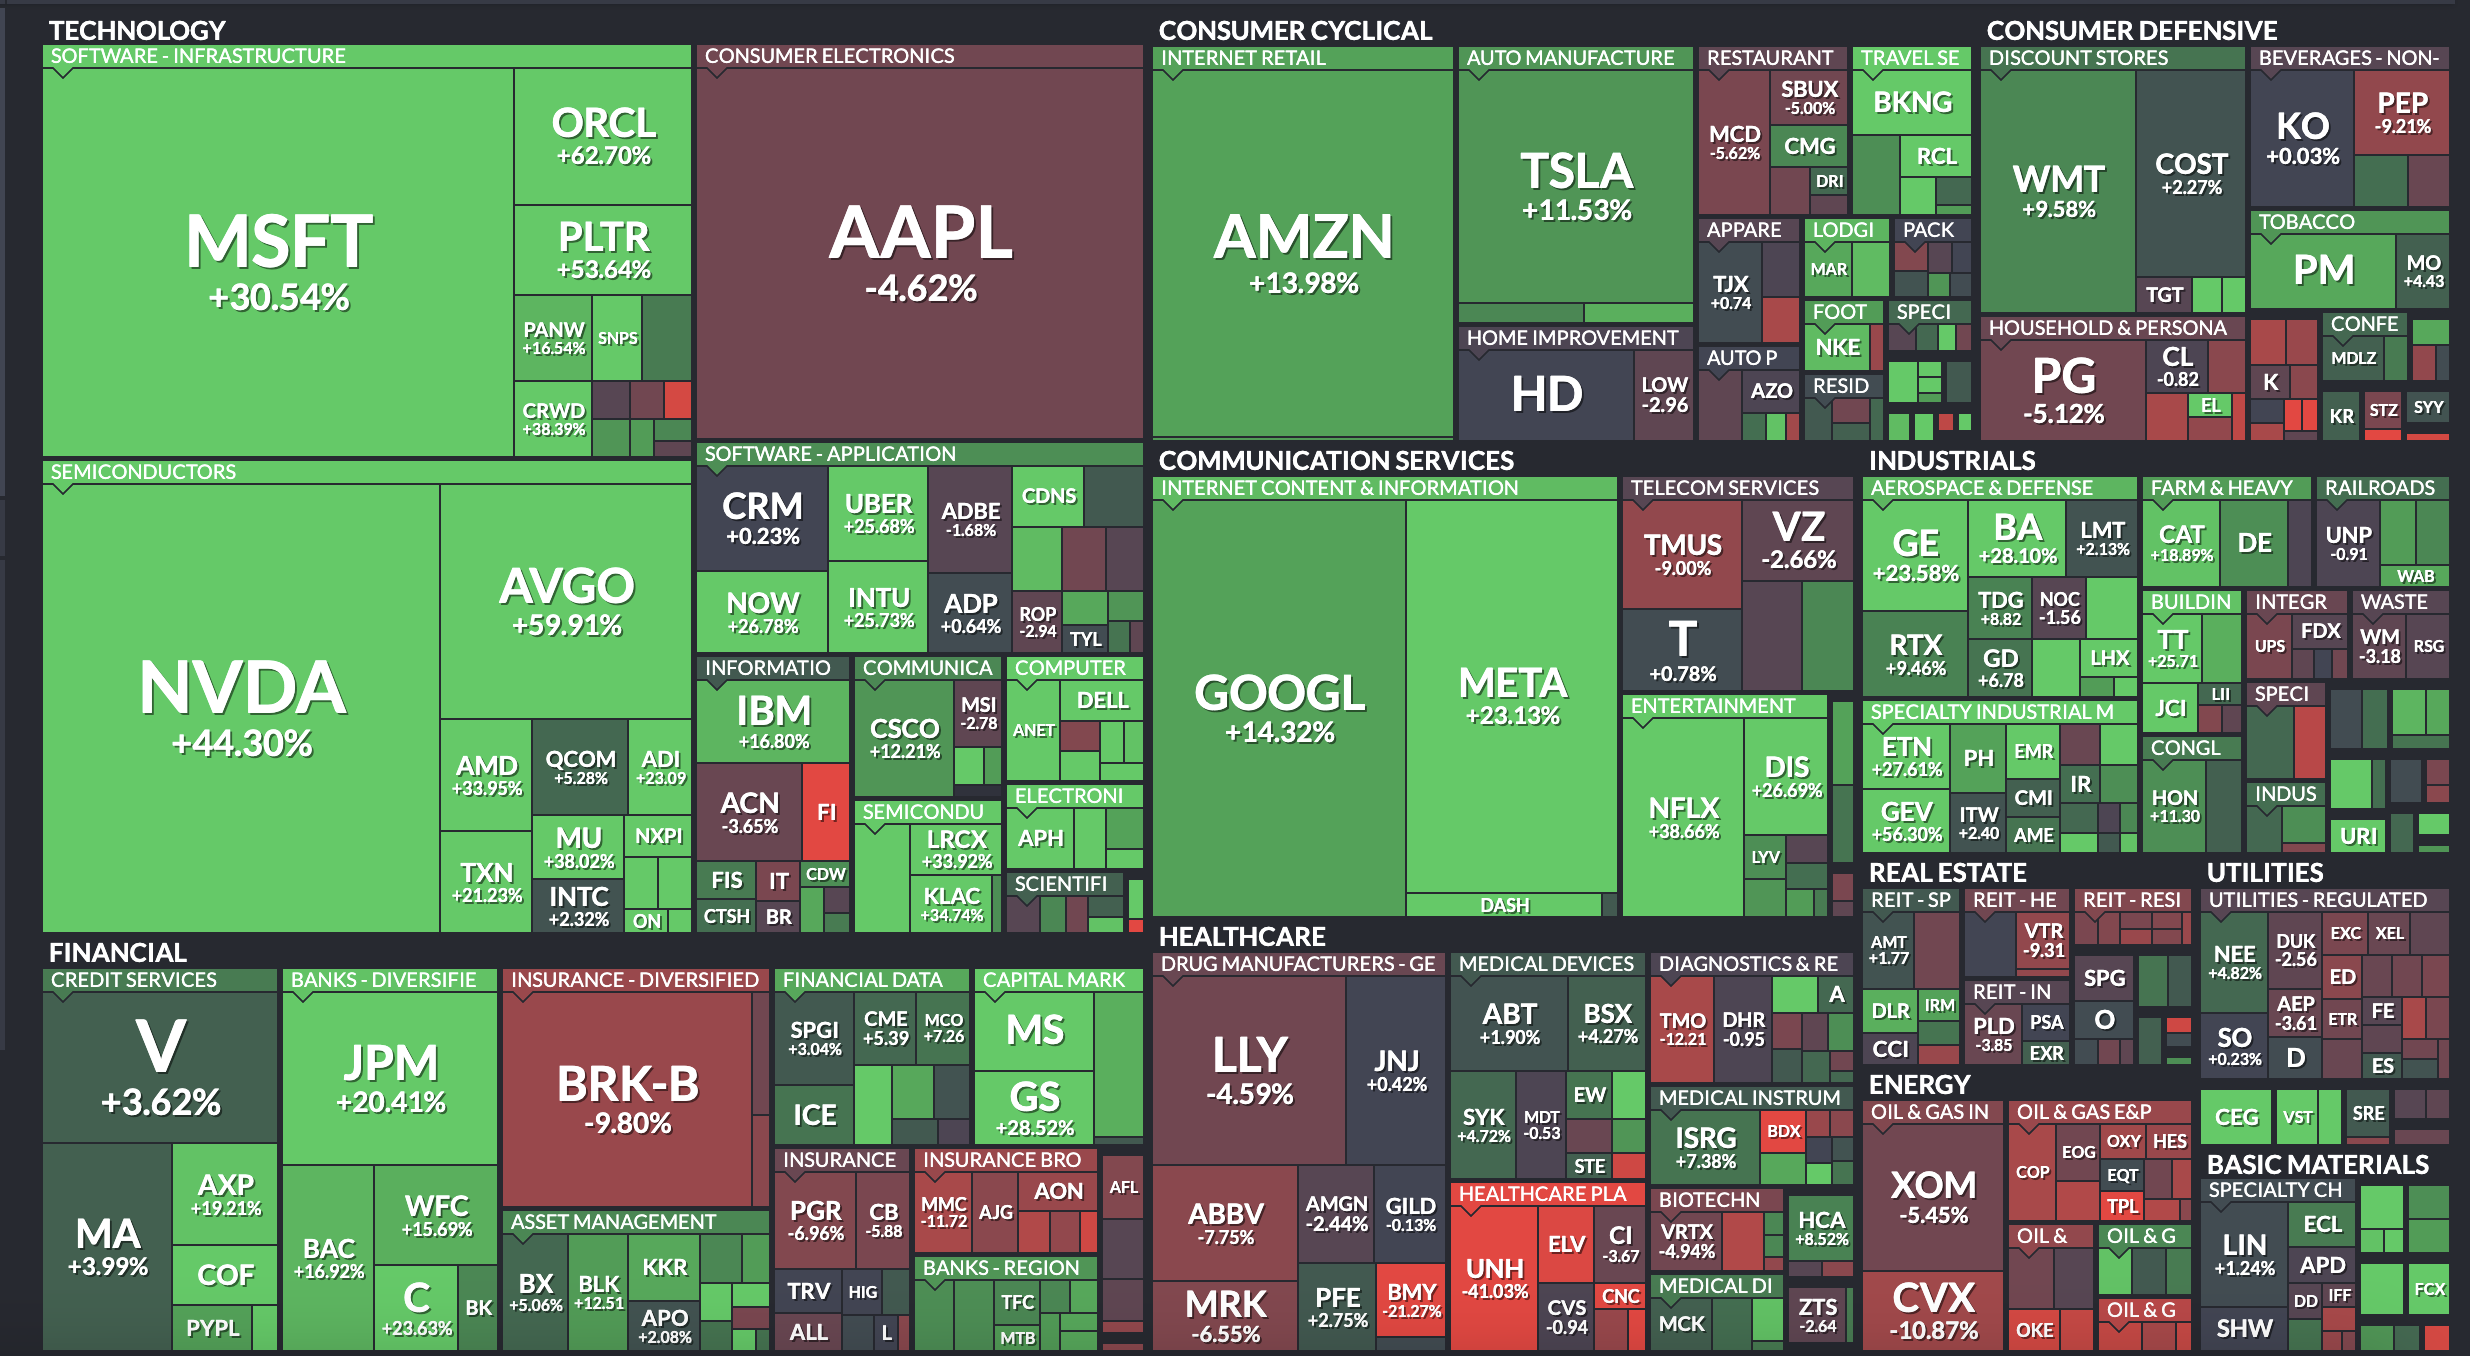 TECHNOLOGY
SOFTWARE - INFRASTRUCTURE
MSFT
+30.54%
ORCL
+62.70%
PLTR
+53.64%
PANW
+16.54%
SNPS
CRWD
+38.39%
CONSUMER ELECTRONICS
AAPL
-4.62%
SEMICONDUCTORS
NVDA
+44.30%
AVGO
+59.91%
AMD
+33.95%
QCOM
+5.28%
ADI
+23.09
TXN
+21.23%
MU
+38.02%
NXPI
INTC
+2.32%
ON
SOFTWARE - APPLICATION
CRM
+0.23%
UBER
+25.68%
ADBE
-1.68%
CDNS
NOW
+26.78%
INTU
+25.73%
ADP
+0.64%
ROP
-2.94
TYL
INFORMATIO
IBM
+16.80%
ACN
-3.65%
FI
FIS
IT
CDW
CTSH
BR
COMMUNICA
CSCO
+12.21%
MSI
-2.78
COMPUTER
ANET
DELL
SEMICONDU
LRCX
+33.92%
KLAC
+34.74%
ELECTRONI
APH
SCIENTIFI
CONSUMER CYCLICAL
INTERNET RETAIL
AMZN
+13.98%
AUTO MANUFACTURE
TSLA
+11.53%
HOME IMPROVEMENT
HD
LOW
-2.96
RESTAURANT
MCD
-5.62%
SBUX
-5.00%
CMG
DRI
TRAVEL SE
BKNG
RCL
APPARE
TJX
+0.74
LODGI
MAR
PACK
FOOT
NKE
SPECI
AUTO P
AZO
RESID
CONSUMER DEFENSIVE
DISCOUNT STORES
WMT
+9.58%
COST
+2.27%
TGT
BEVERAGES - NON-
KO
+0.03%
PEP
-9.21%
TOBACCO
PM
MO
+4.43
HOUSEHOLD & PERSONA
PG
-5.12%
CL
-0.82
EL
K
CONFE
MDLZ
KR
STZ
SYY
COMMUNICATION SERVICES
INTERNET CONTENT & INFORMATION
GOOGL
+14.32%
META
+23.13%
DASH
TELECOM SERVICES
TMUS
-9.00%
VZ
-2.66%
T
+0.78%
ENTERTAINMENT
NFLX
+38.66%
DIS
+26.69%
LYV
INDUSTRIALS
AEROSPACE & DEFENSE
GE
+23.58%
BA
+28.10%
LMT
+2.13%
RTX
+9.46%
TDG
+8.82
NOC
-1.56
GD
+6.78
LHX
FARM & HEAVY
CAT
+18.89%
DE
RAILROADS
UNP
-0.91
WAB
SPECIALTY INDUSTRIAL M
ETN
+27.61%
PH
EMR
GEV
+56.30%
ITW
+2.40
CMI
IR
AME
BUILDIN
TT
+25.71
JCI
LII
INTEGR
UPS
FDX
WASTE
WM
-3.18
RSG
CONGL
HON
+11.30
SPECI
INDUS
URI
FINANCIAL
CREDIT SERVICES
V
+3.62%
MA
+3.99%
AXP
+19.21%
COF
PYPL
BANKS - DIVERSIFIE
JPM
+20.41%
BAC
+16.92%
WFC
+15.69%
C
+23.63%
BK
INSURANCE - DIVERSIFIED
BRK-B
-9.80%
ASSET MANAGEMENT
BX
+5.06%
BLK
+12.51
KKR
APO
+2.08%
FINANCIAL DATA
SPGI
+3.04%
CME
+5.39
MCO
+7.26
ICE
CAPITAL MARK
MS
GS
+28.52%
INSURANCE
PGR
-6.96%
CB
-5.88
TRV
HIG
ALL
L
INSURANCE BRO
MMC
-11.72
AJG
AON
AFL
BANKS - REGION
TFC
MTB
HEALTHCARE
DRUG MANUFACTURERS - GE
LLY
-4.59%
JNJ
+0.42%
ABBV
-7.75%
AMGN
-2.44%
GILD
-0.13%
MRK
-6.55%
PFE
+2.75%
BMY
-21.27%
MEDICAL DEVICES
ABT
+1.90%
BSX
+4.27%
SYK
+4.72%
MDT
-0.53
EW
STE
DIAGNOSTICS & RE
TMO
-12.21
DHR
-0.95
A
MEDICAL INSTRUM
ISRG
+7.38%
BDX
HEALTHCARE PLA
UNH
-41.03%
ELV
CI
-3.67
CVS
-0.94
CNC
BIOTECHN
VRTX
-4.94%
HCA
+8.52%
MEDICAL DI
MCK
ZTS
-2.64
REAL ESTATE
REIT - SP
AMT
+1.77
DLR
IRM
CCI
REIT - HE
VTR
-9.31
REIT - RESI
SPG
O
REIT - IN
PLD
-3.85
PSA
EXR
UTILITIES
UTILITIES - REGULATED
NEE
+4.82%
DUK
-2.56
EXC
XEL
ED
SO
+0.23%
AEP
-3.61
ETR
FE
D
ES
CEG
VST
SRE
ENERGY
OIL & GAS IN
XOM
-5.45%
CVX
-10.87%
OIL & GAS E&P
COP
EOG
OXY
HES
EQT
TPL
OIL &
OKE
OIL & G
OIL & G
BASIC MATERIALS
SPECIALTY CH
LIN
+1.24%
ECL
APD
SHW
DD
IFF
FCX